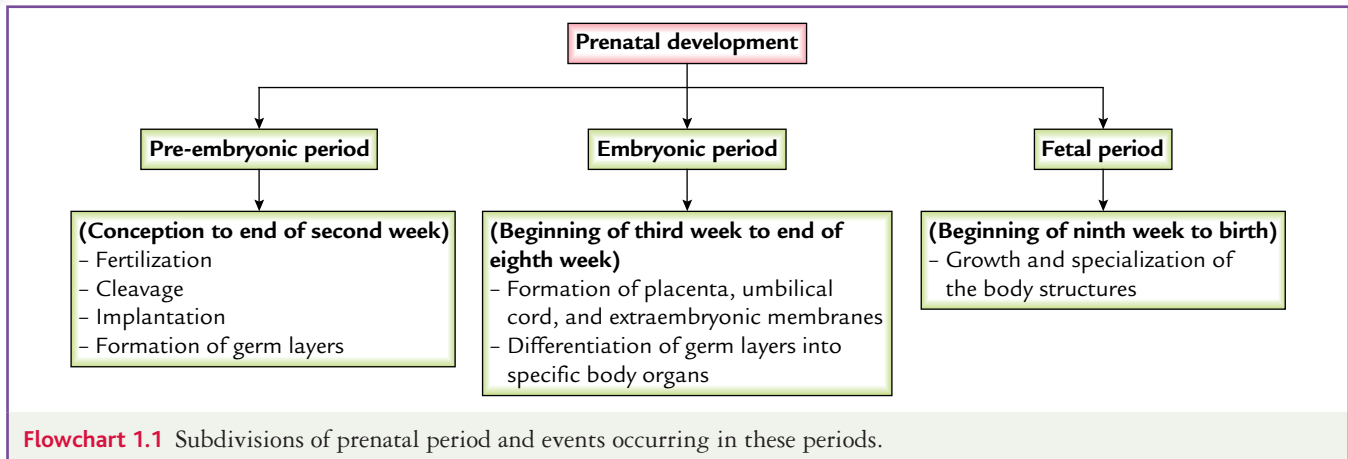 Prenatal development
Pre-embryonic period
Embryonic period
Fetal period
(Conception to end of second week)
– Fertilization
– Cleavage
– Implantation
– Formation of germ layers
(Beginning of third week to end of
eighth week)
– Formation of placenta, umbilical
cord, and extraembryonic membranes
– Differentiation of germ layers into
specific body organs
(Beginning of ninth week to birth)
– Growth and specialization of
the body structures
Flowchart 1.1 Subdivisions of prenatal period and events occurring in these periods.